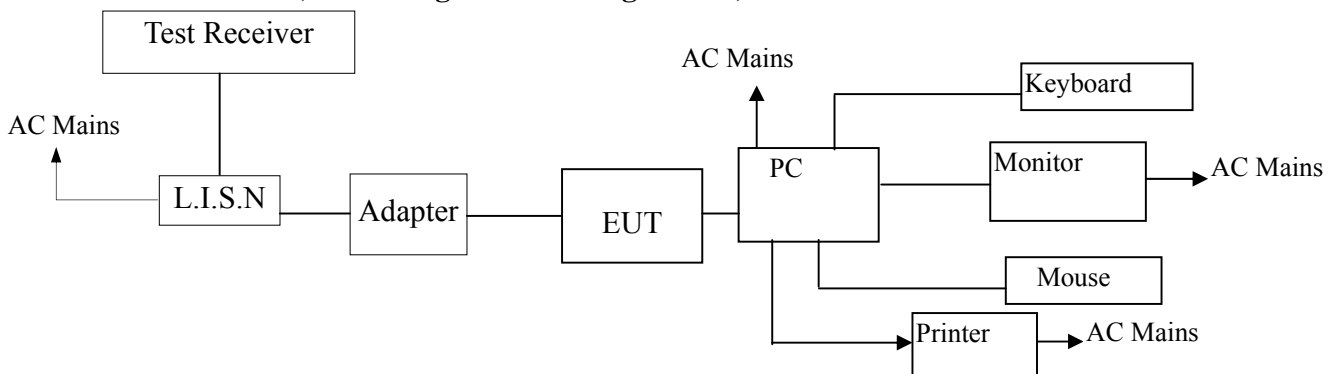 Test Receiver
AC Mains
Keyboard
AC Mains
PC
Monitor
AC Mains
L.I.S.N
Adapter
EUT
Mouse
Printer
AC Mains